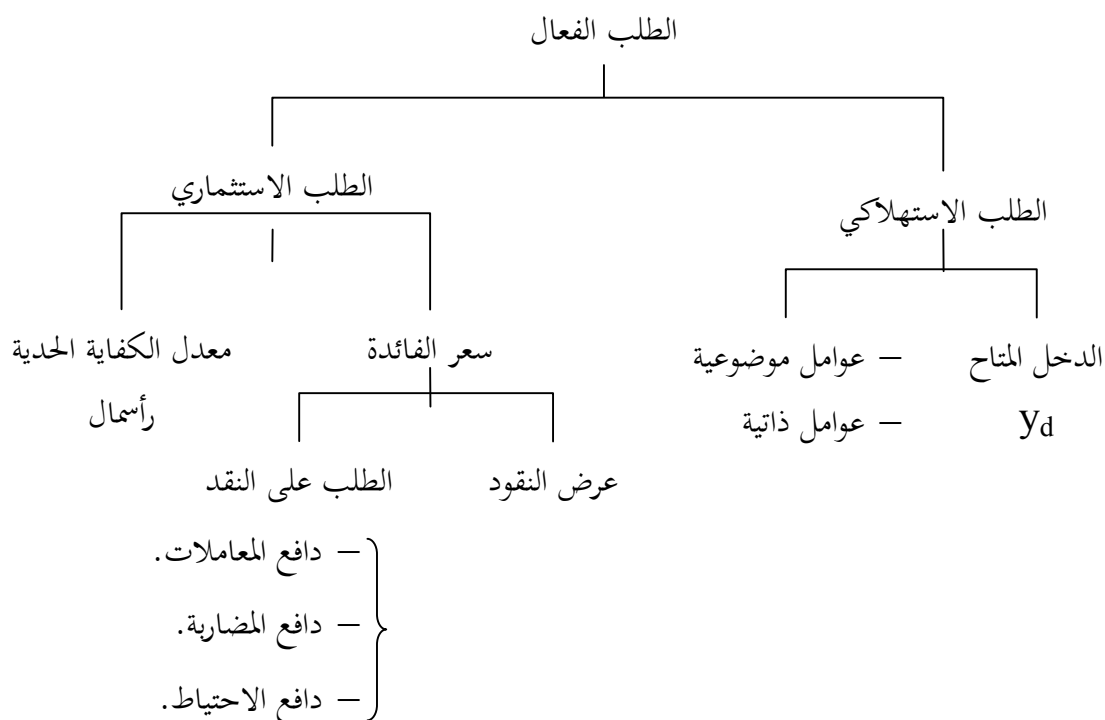 الطلب الفعال
الطلب الاستهلاكي
الطلب الاستثماري
الدخل المتاح
yd
– عوامل موضوعية
– عوامل ذاتية
سعر الفائدة
معدل الكفاية الحدية
رأسمال
عرض النقود
الطلب على النقد
– دافع المعاملات.
– دافع المضاربة.
– دافع الاحتياط.